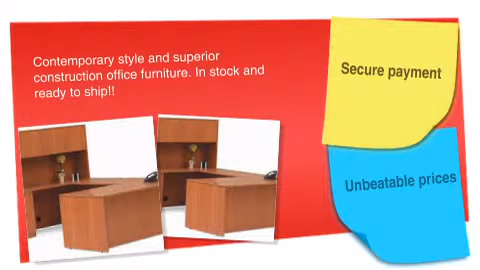 Contemporary style and superior
construction office furniture. In stock and
ready to ship!!
Secure payment
Unbeatable prices